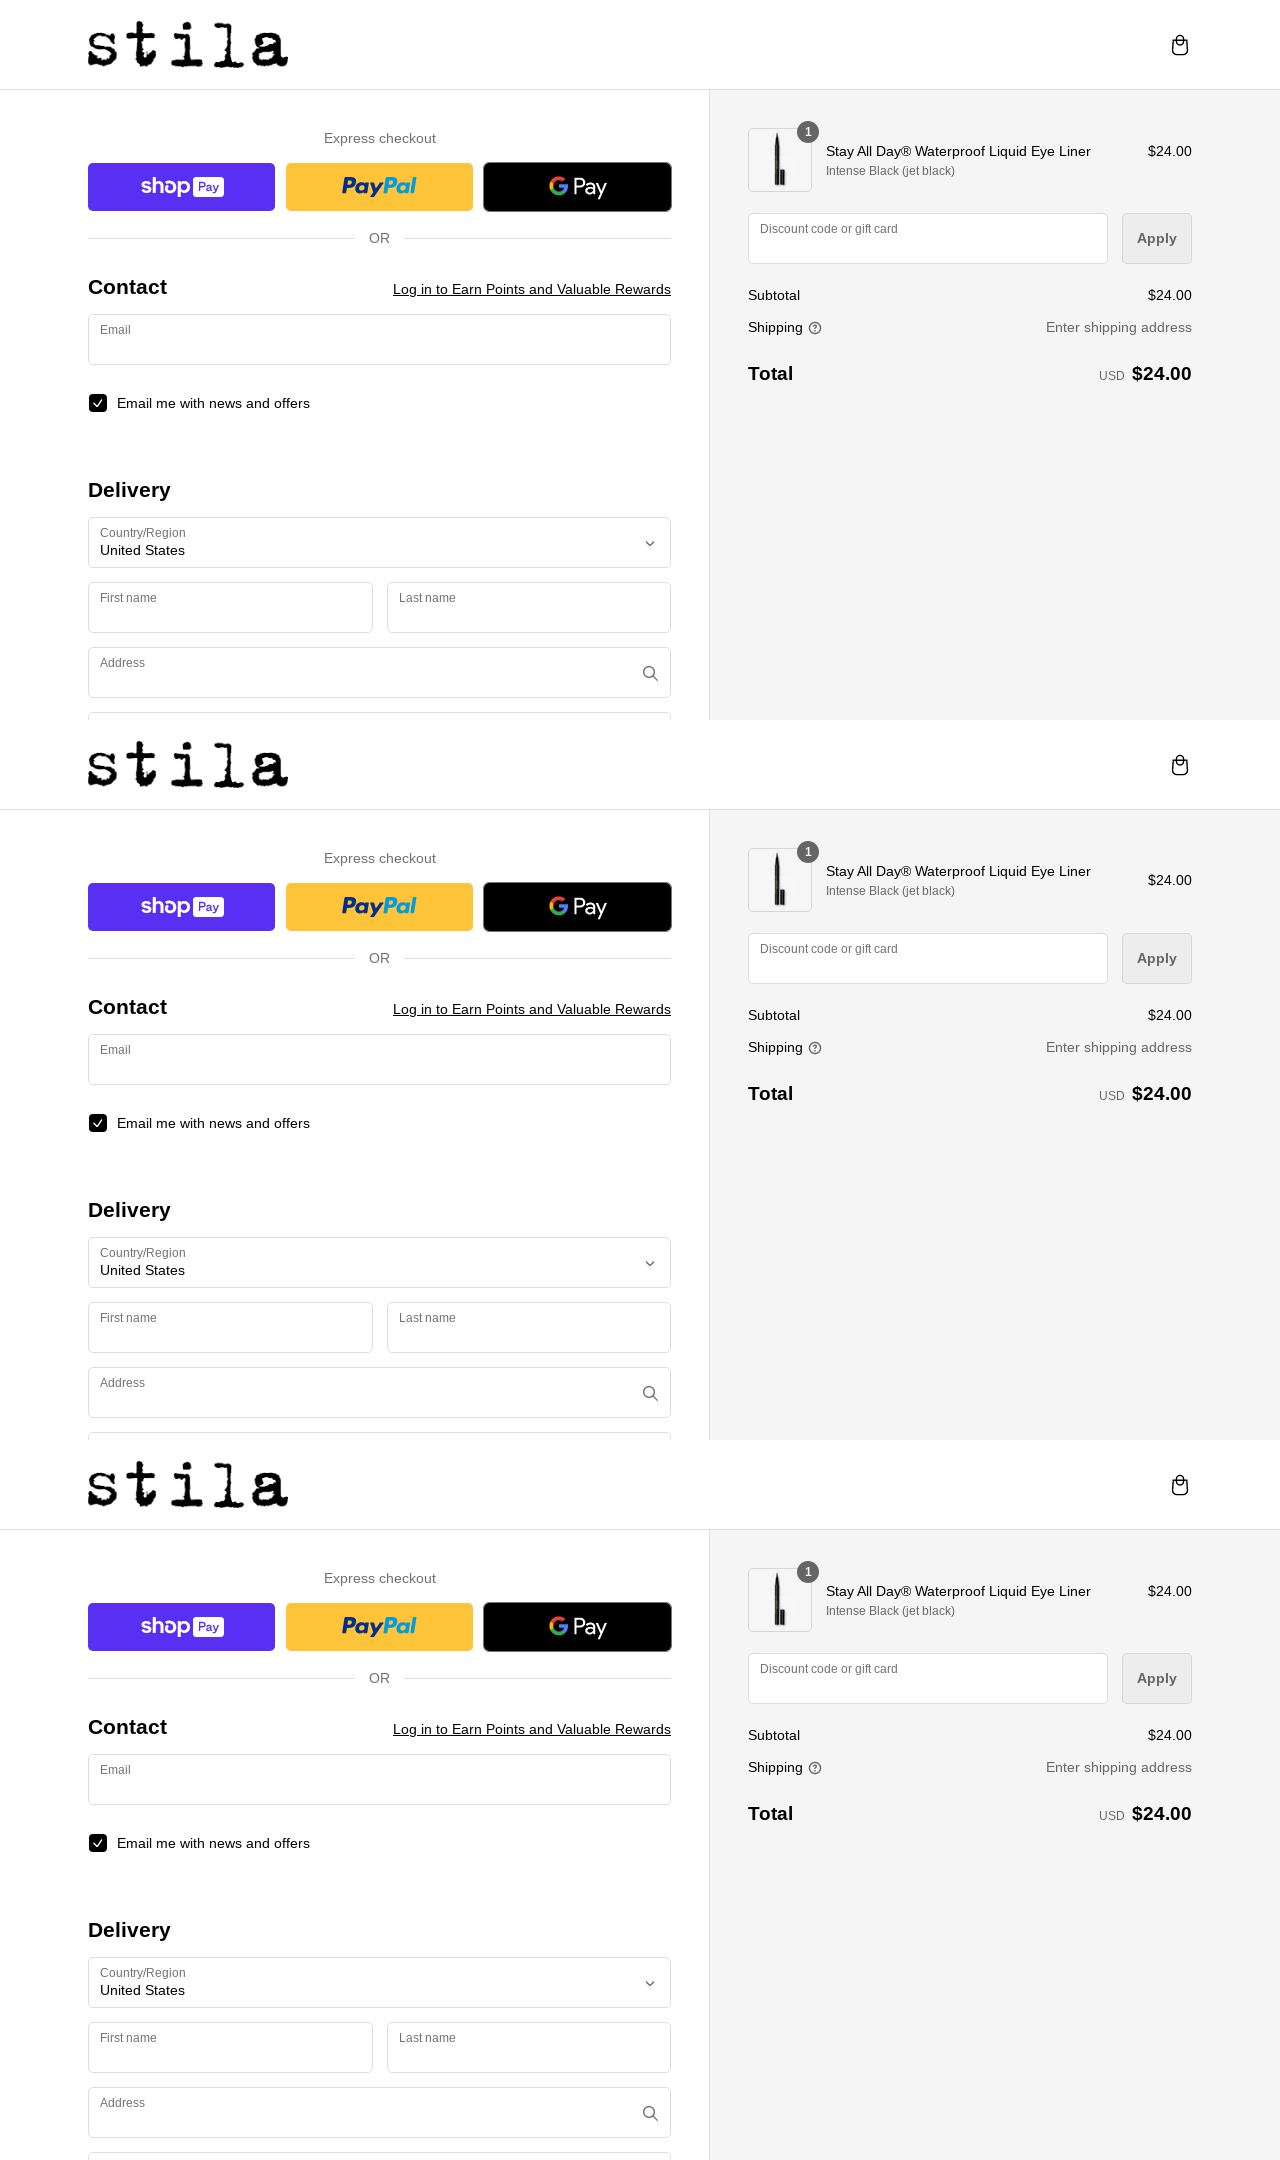 stila
Express checkout
shop Pay
PayPal
G Pay
OR
Contact
Log in to Earn Points and Valuable Rewards
Email
Email me with news and offers
Delivery
Country/Region
United States
First name
Last name
Address
1
Stay All Day® Waterproof Liquid Eye Liner
Intense Black (jet black)
$24.00
Discount code or gift card
Apply
Subtotal
$24.00
Shipping
Enter shipping address
Total
USD $24.00
stila
Express checkout
shop Pay
PayPal
G Pay
OR
Contact
Log in to Earn Points and Valuable Rewards
Email
Email me with news and offers
Delivery
Country/Region
United States
First name
Last name
Address
1
Stay All Day® Waterproof Liquid Eye Liner
Intense Black (jet black)
$24.00
Discount code or gift card
Apply
Subtotal
$24.00
Shipping
Enter shipping address
Total
USD $24.00
stila
Express checkout
shop Pay
PayPal
G Pay
OR
Contact
Log in to Earn Points and Valuable Rewards
Email
Email me with news and offers
Delivery
Country/Region
United States
First name
Last name
Address
1
Stay All Day® Waterproof Liquid Eye Liner
Intense Black (jet black)
$24.00
Discount code or gift card
Apply
Subtotal
$24.00
Shipping
Enter shipping address
Total
USD $24.00